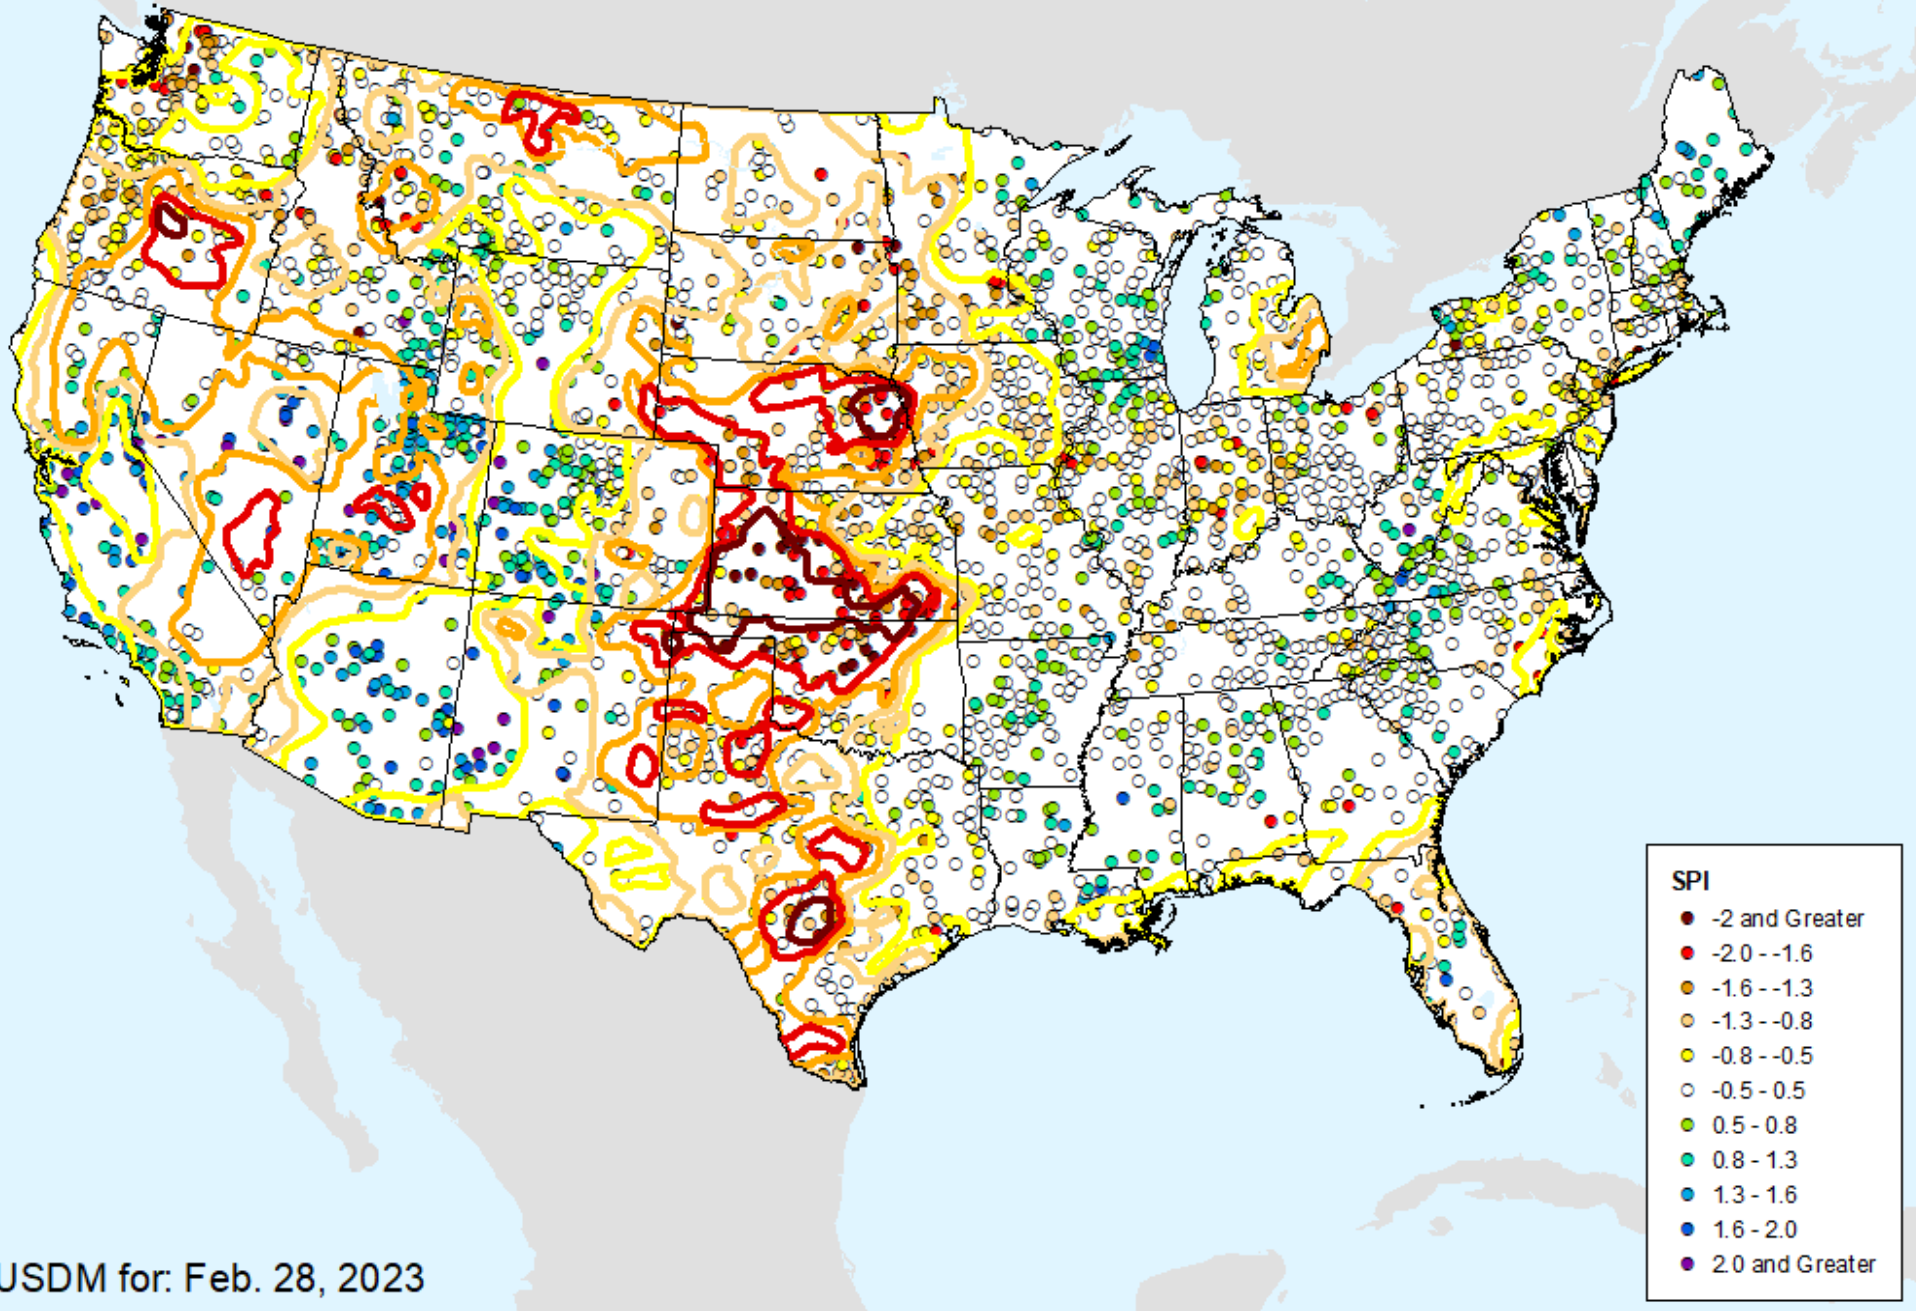 SPI
-2 and Greater
-2.0 - -1.6
-1.6 - -1.3
-1.3 - -0.8
-0.8 - -0.5
-0.5 - 0.5
0.5 - 0.8
0.8 - 1.3
1.3 - 1.6
1.6 - 2.0
2.0 and Greater
USDM for: Feb. 28, 2023